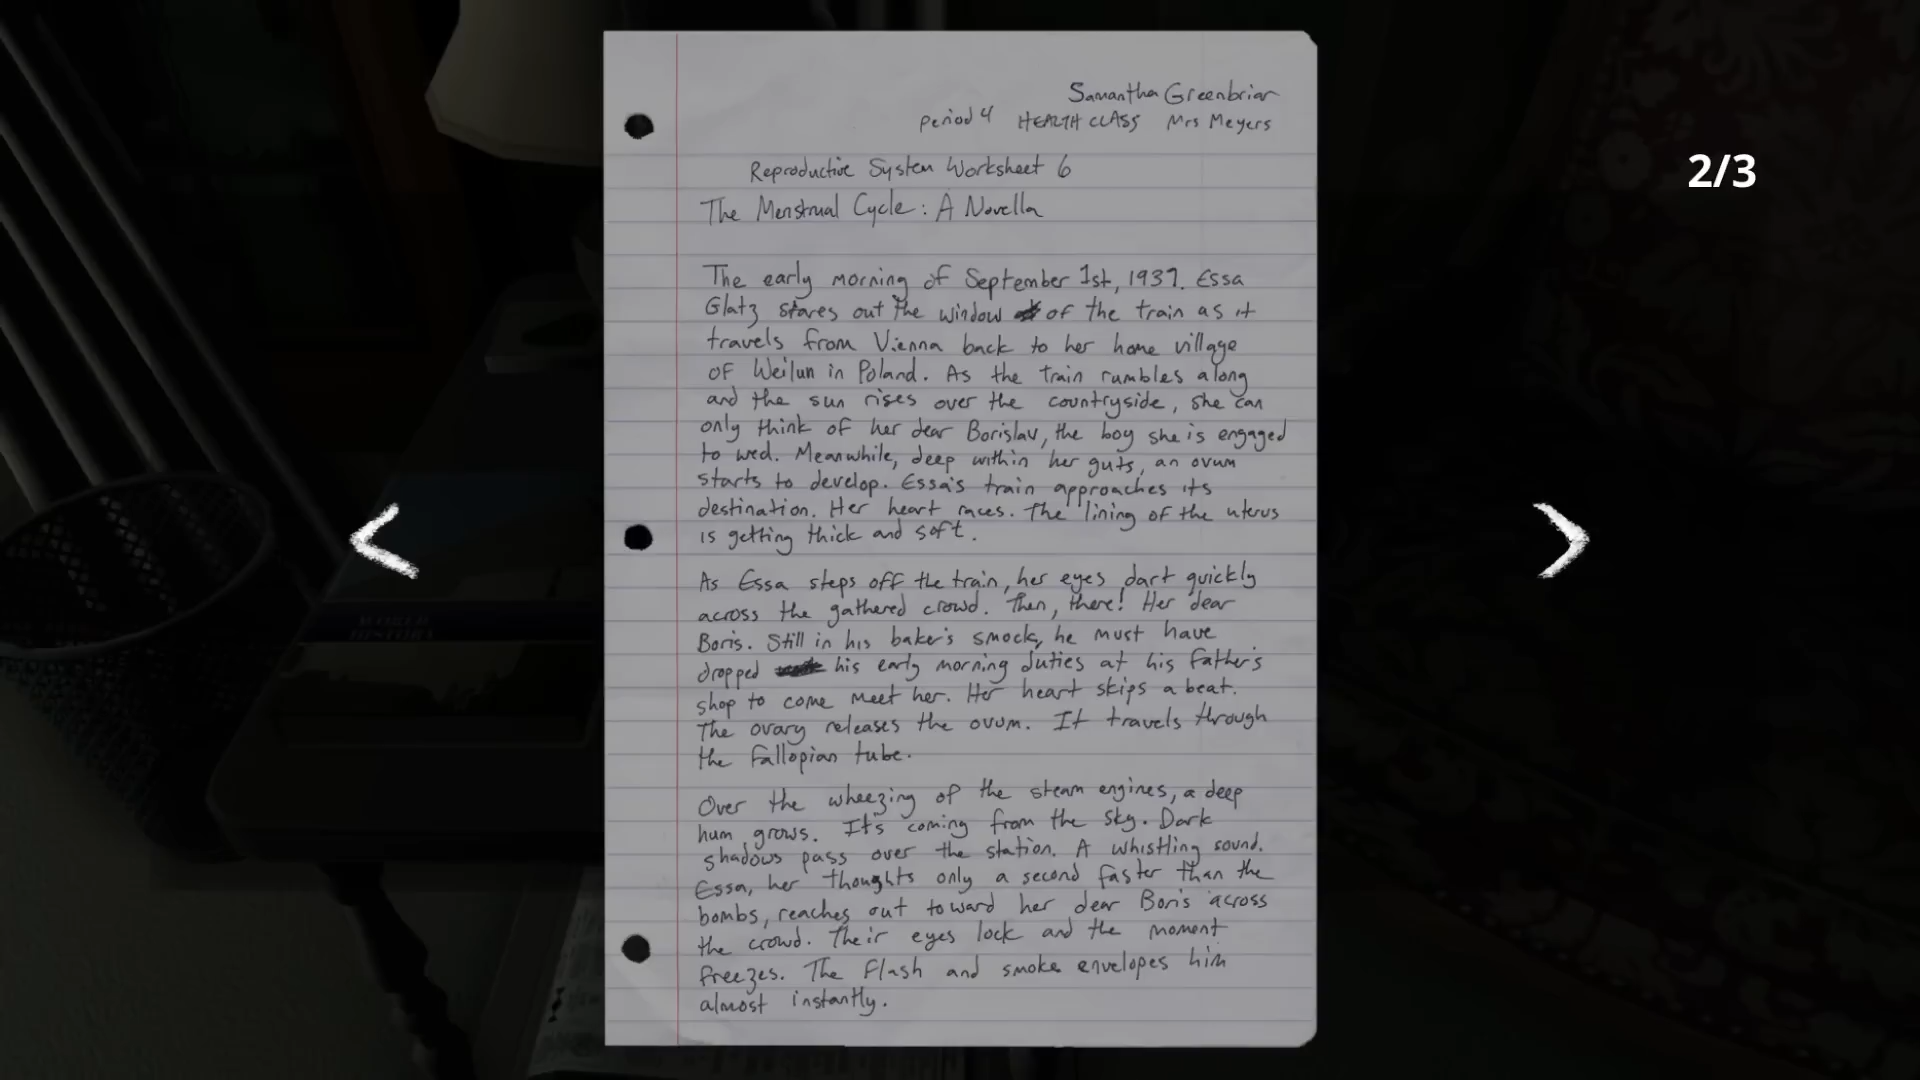 Samantha Greenbriar
period 4 HEALTH CLASS Mrs Meyers
2/3
Reproductive System Worksheet 6
The Menstrual Cycle: A Novella
The early morning of September 1st, 1939. Essa
Glatz stares out the window of the train as it
travels from Vienna back to her home village
of Weilun in Poland. As the train rumbles along
and the sun rises over the countryside, she can
only think of her dear Borislav, the boy she is engaged
to wed. Meanwhile, deep within her guts, an ovum
starts to develop. Essa's train approaches its
destination. Her heart races. The lining of the uterus
is getting thick and soft.
As Essa steps off the train, her eyes dart quickly
across the gathered crowd. Then, there! Her dear
Boris. Still in his baker's smock, he must have
dropped his early morning duties at his father's
shop to come meet her. Her heart skips a beat.
The ovary releases the ovum. It travels through
the fallopian tube.
Over the wheezing of the steam engines, a deep
hum grows. It's coming from the sky. Dark
shadows pass over the station. A whistling sound.
Essa, her thoughts only a second faster than the
bombs, reaches out toward her dear Boris across
the crowd. Their eyes lock and the moment
freezes. The flash and smoke envelopes him
almost instantly.
WORLD
HISTORY